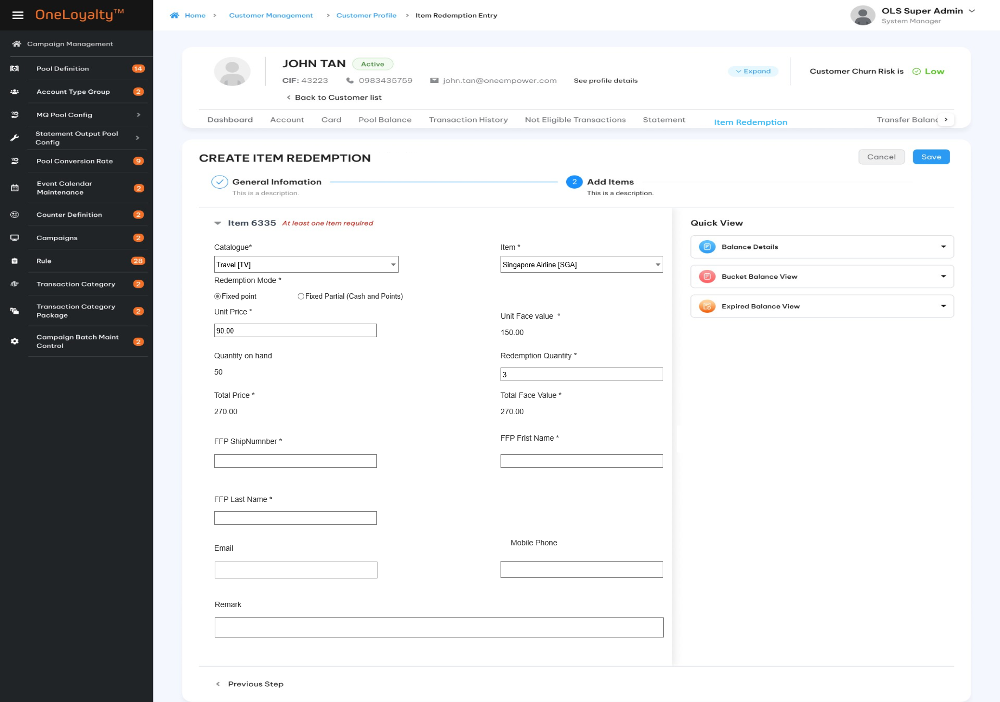 OneLoyalty™
Home > Customer Management > Customer Profile > Item Redemption Entry
OLS Super Admin
System Manager
Campaign Management
Pool Definition 14
Account Type Group 2
MQ Pool Config >
Statement Output Pool
Config >
Pool Conversion Rate 9
Event Calendar
Maintenance 2
Counter Definition 2
Campaigns 2
Rule 28
Transaction Category 2
Transaction Category
Package 2
Campaign Batch Maint
Control 2
JOHN TAN Active
CIF: 43223 0983435759 john.tan@oneempower.com See profile details
Expand
Customer Churn Risk is Low
< Back to Customer list
Dashboard Account Card Pool Balance Transaction History Not Eligible Transactions Statement Item Redemption Transfer Balanc >
CREATE ITEM REDEMPTION
Cancel Save
General Infomation
This is a description.
2 Add Items
This is a description.
Item 6335 At least one item required
Catalogue* Item *
Travel [TV] Singapore Airline [SGA]
Redemption Mode *
Fixed point Fixed Partial (Cash and Points)
Unit Price * Unit Face value *
90.00 150.00
Quantity on hand Redemption Quantity *
50 3
Total Price * Total Face Value *
270.00 270.00
FFP ShipNumnber * FFP Frist Name *
FFP Last Name *
Email Mobile Phone
Remark
< Previous Step
Quick View
Balance Details
Bucket Balance View
Expired Balance View